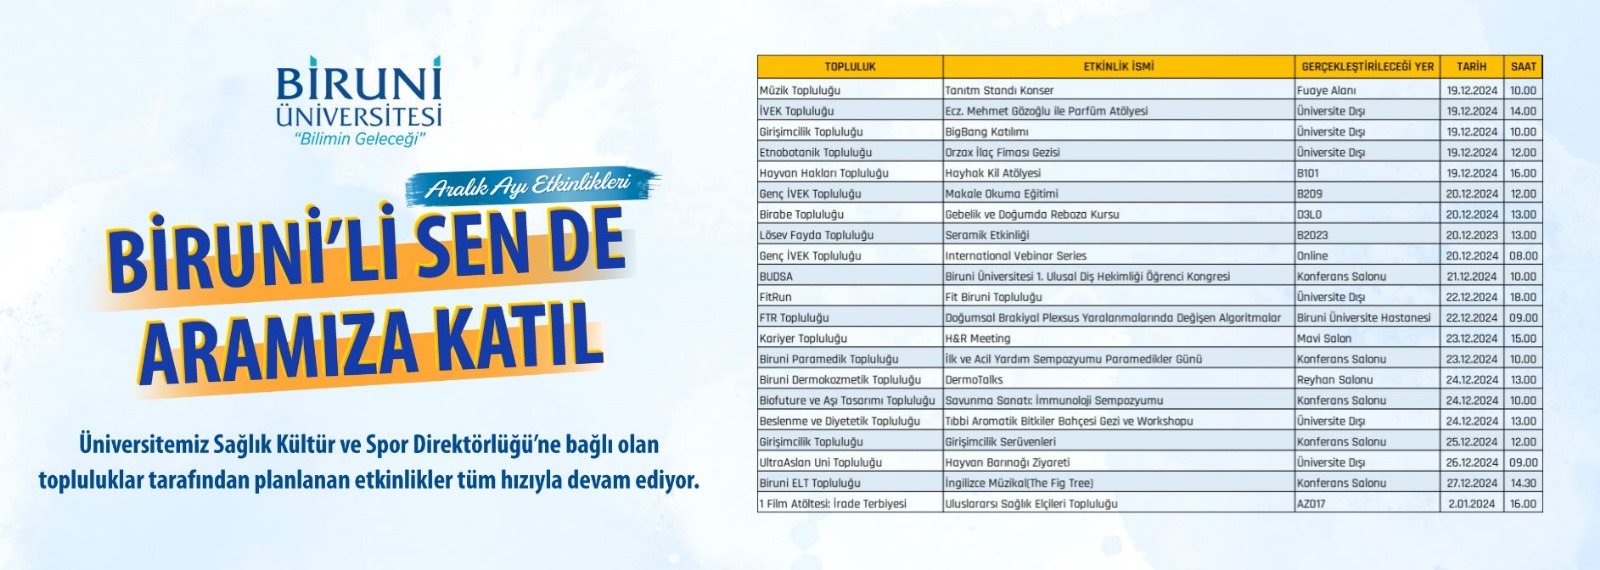 BİRUNİ
ÜNİVERSİTESİ
“Bilimin Geleceği”
Aralık Ayı Etkinlikleri
BİRUNİ’Lİ SEN DE
ARAMIZA KATIL
Üniversitemiz Sağlık Kültür ve Spor Direktörlüğü’ne bağlı olan
topluluklar tarafından planlanan etkinlikler tüm hızıyla devam ediyor.
TOPLULUK ETKİNLİK İSMİ GERÇEKLEŞTİRİLECEĞİ YER TARİH SAAT
Müzik Topluluğu Tanıtm Standı Konser Fuaye Alanı 19.12.2024 10.00
İVEK Topluluğu Ecz. Mehmet Gözoğlu ile Parfüm Atölyesi Üniversite Dışı 19.12.2024 14.00
Girişimcilik Topluluğu BigBang Katılımı Üniversite Dışı 19.12.2024 10.00
Etnobotanik Topluluğu Orzax İlaç Fiması Gezisi Üniversite Dışı 19.12.2024 12.00
Hayvan Hakları Topluluğu Hayhak Kil Atölyesi B101 19.12.2024 16.00
Genç İVEK Topluluğu Makale Okuma Eğitimi B209 20.12.2024 12.00
Birabe Topluluğu Gebelik ve Doğumda Reboza Kursu D3L0 20.12.2024 13.00
Lösev Fayda Topluluğu Seramik Etkinliği B2023 20.12.2023 13.00
Genç İVEK Topluluğu International Vebinar Series Online 20.12.2024 08.00
BUDSA Biruni Üniversitesi 1. Ulusal Diş Hekimliği Öğrenci Kongresi Konferans Salonu 21.12.2024 10.00
FitRun Fit Biruni Topluluğu Üniversite Dışı 22.12.2024 18.00
FTR Topluluğu Doğumsal Brakiyal Plexsus Yaralanmalarında Değişen Algoritmalar Biruni Üniversite Hastanesi 22.12.2024 09.00
Kariyer Topluluğu H&R Meeting Mavi Salon 23.12.2024 15.00
Biruni Paramedik Topluluğu İlk ve Acil Yardım Sempozyumu Paramedikler Günü Konferans Salonu 23.12.2024 10.00
Biruni Dermokozmetik Topluluğu DermoTalks Reyhan Salonu 24.12.2024 13.00
Biofuture ve Aşı Tasarımı Topluluğu Savunma Sanatı: İmmunoloji Sempozyumu Konferans Salonu 24.12.2024 10.00
Beslenme ve Diyetetik Topluluğu Tıbbi Aromatik Bitkiler Bahçesi Gezi ve Workshopu Üniversite Dışı 24.12.2024 13.00
Girişimcilik Topluluğu Girişimcilik Serüvenleri Konferans Salonu 25.12.2024 12.00
UltraAslan Uni Topluluğu Hayvan Barınağı Ziyareti Üniversite Dışı 26.12.2024 09.00
Biruni ELT Topluluğu İngilizce Müzikal(The Fig Tree) Konferans Salonu 27.12.2024 14.30
1 Film Atöltesi: İrade Terbiyesi Uluslararsı Sağlık Elçileri Topluluğu AZ017 2.01.2024 16.00